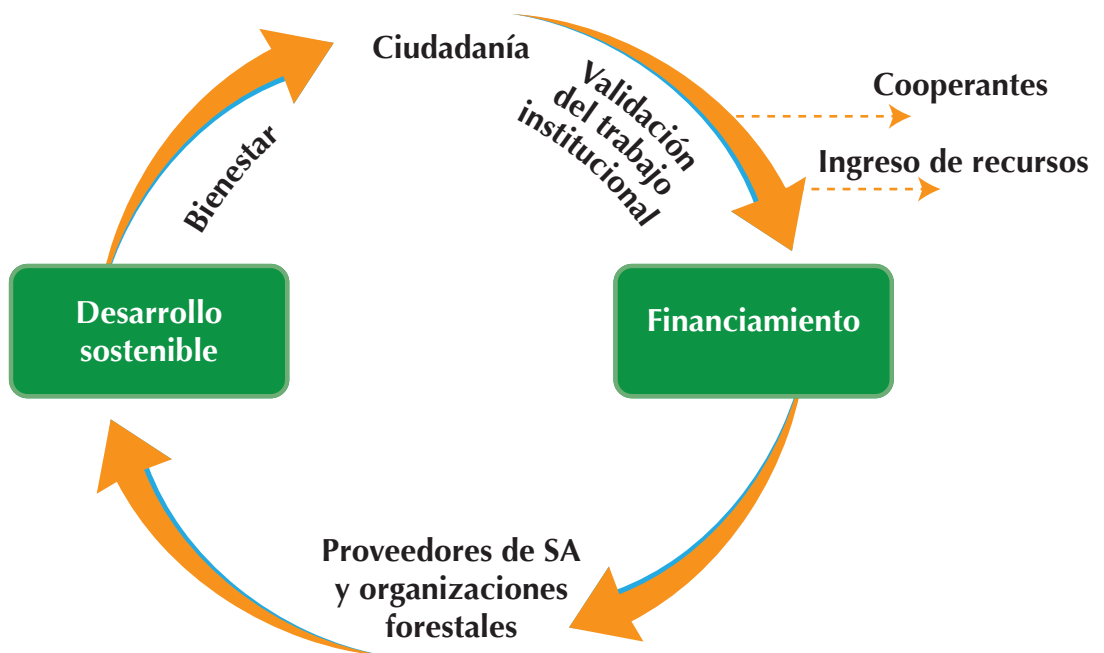 Ciudadanía
Validación
del trabajo
institucional
Cooperantes
Ingreso de recursos
Bienestar
Desarrollo
sostenible
Financiamiento
Proveedores de SA
y organizaciones
forestales